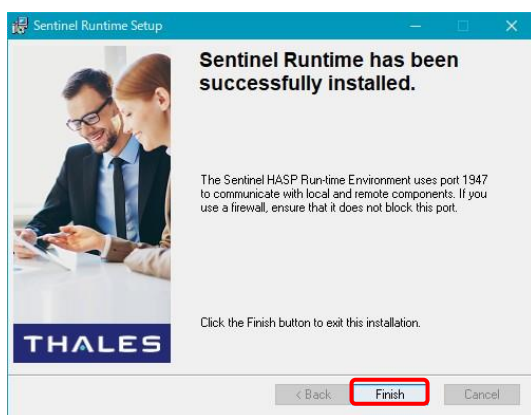 Sentinel Runtime Setup
Sentinel Runtime has been
successfully installed.
The Sentinel HASP Run-time Environment uses port 1947
to communicate with local and remote components. If you
use a firewall, ensure that it does not block this port.
Click the Finish button to exit this installation.
THALES
< Back Finish Cancel